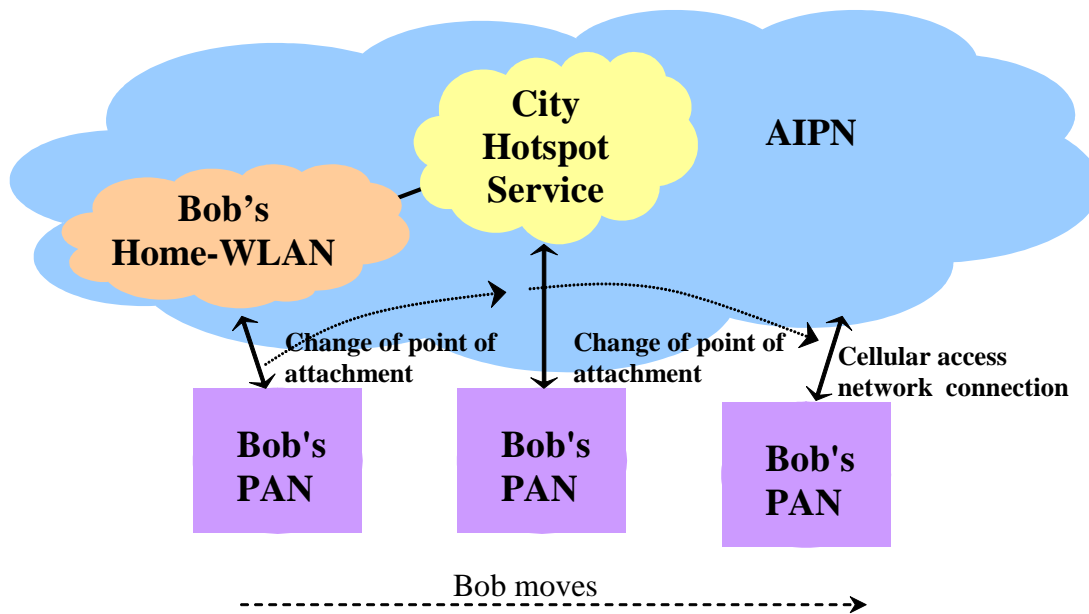 City
Hotspot
Service
AIPN
Bob’s
Home-WLAN
Change of point of
attachment
Change of point of
attachment
Cellular access
network connection
Bob's
PAN
Bob's
PAN
Bob's
PAN
Bob moves